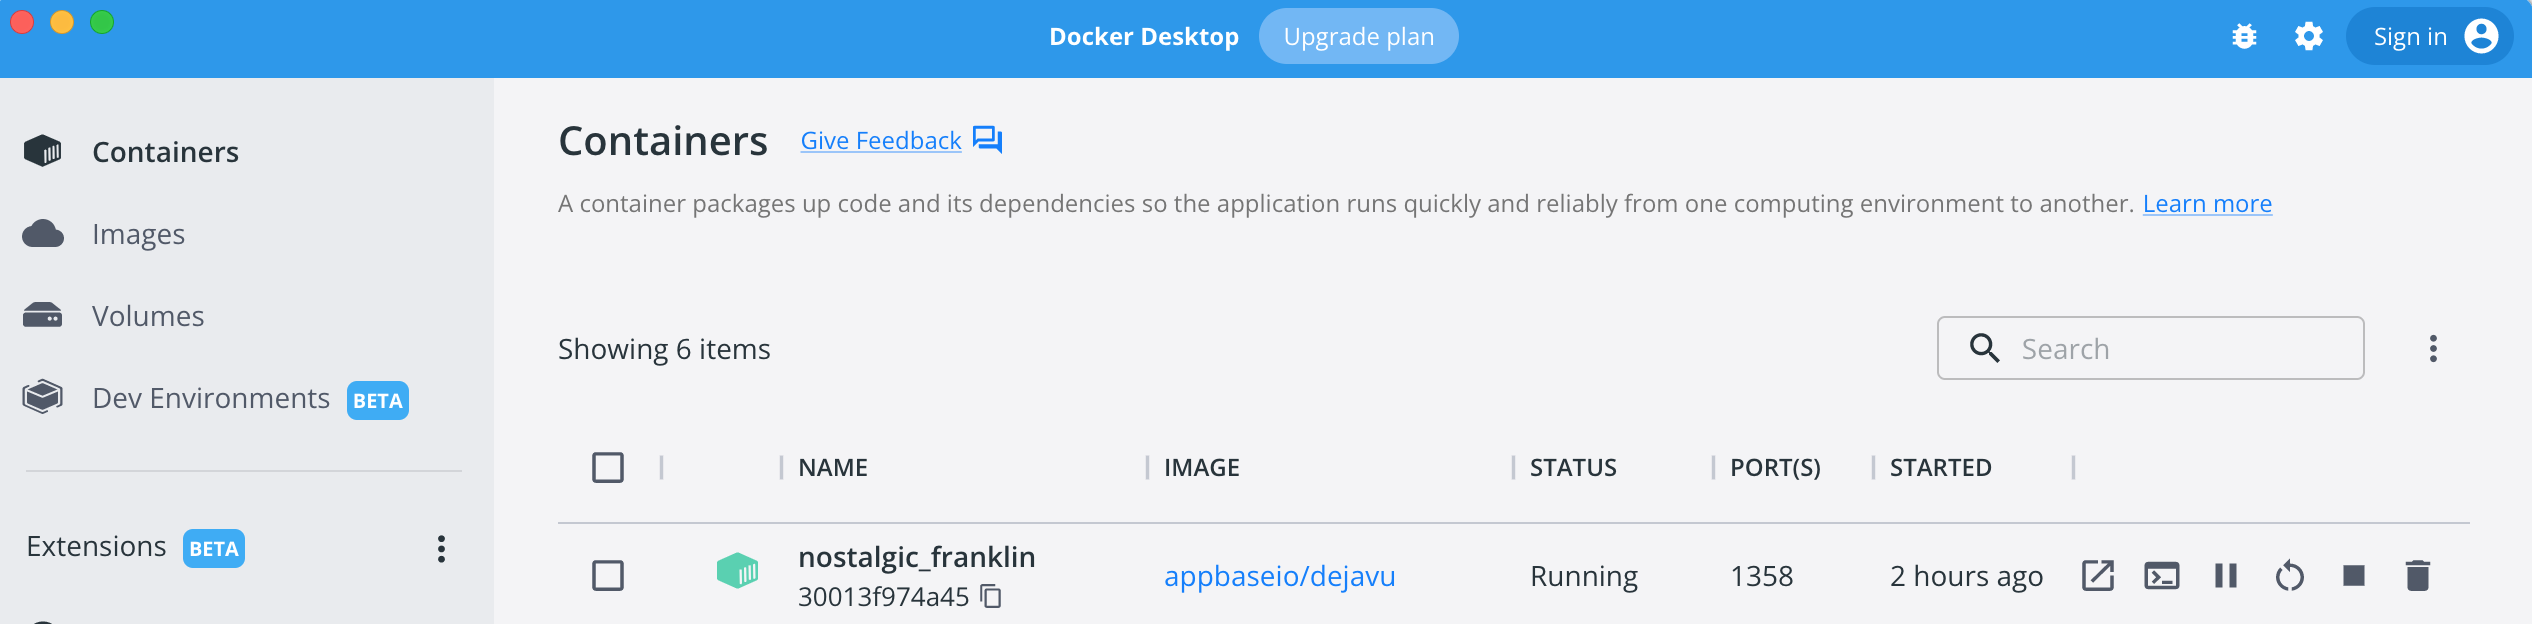 Docker Desktop Upgrade plan Sign in
Containers
Images
Volumes
Dev Environments BETA
Extensions BETA
Containers Give Feedback
A container packages up code and its dependencies so the application runs quickly and reliably from one computing environment to another. Learn more
Showing 6 items Search
NAME IMAGE STATUS PORT(S) STARTED
nostalgic_franklin
30013f974a45
appbaseio/dejavu Running 1358 2 hours ago